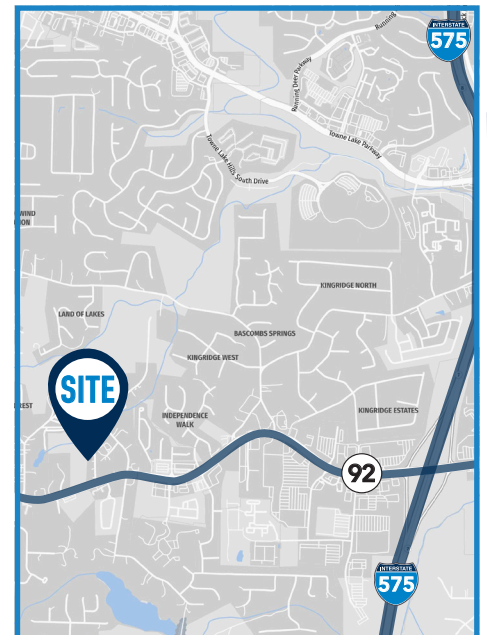 INTERSTATE
575
Running
Running Deer Parkway
Towne Lake Parkway
Towne Lake Hills South Drive
WIND
ON
KINGRIDGE NORTH
LAND OF LAKES
BASCOMBS SPRINGS
KINGRIDGE WEST
SITE
REST
INDEPENDENCE
WALK
KINGRIDGE ESTATES
92
INTERSTATE
575